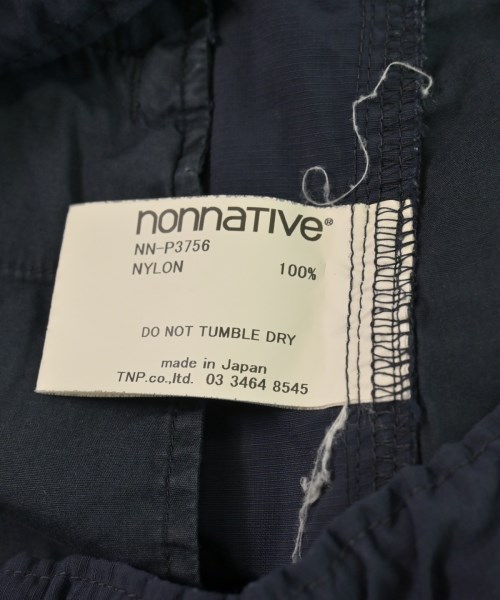 nonnative®
NN-P3756
NYLON 100%
DO NOT TUMBLE DRY
made in Japan
TNP.co.,ltd. 03 3464 8545